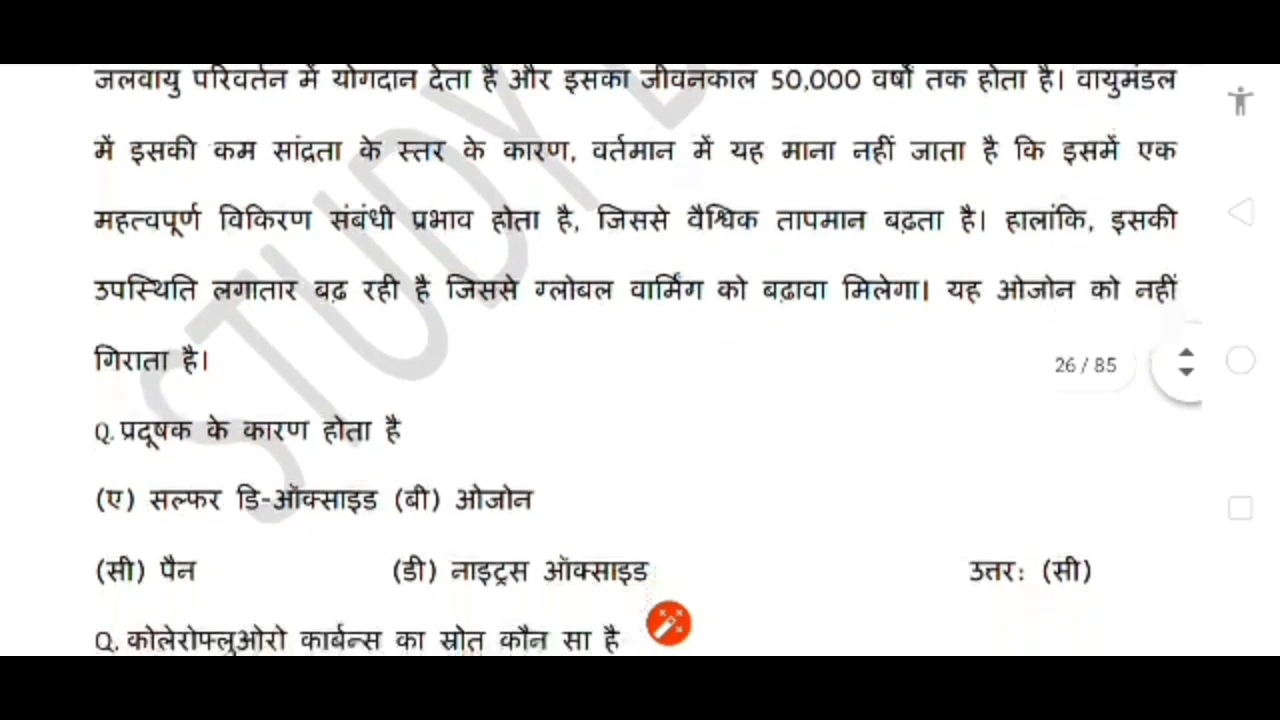 जलवायु परिवर्तन में योगदान देता है और इसका जीवनकाल 50,000 वर्षों तक होता है। वायुमंडल
में इसकी कम सांद्रता के स्तर के कारण, वर्तमान में यह माना नहीं जाता है कि इसमें एक
महत्वपूर्ण विकिरण संबंधी प्रभाव होता है, जिससे वैश्विक तापमान बढ़ता है। हालांकि, इसकी
उपस्थिति लगातार बढ़ रही है जिससे ग्लोबल वार्मिंग को बढ़ावा मिलेगा। यह ओजोन को नहीं
गिराता है।
26 / 85
Q. प्रदूषक के कारण होता है
(ए) सल्फर डि-ऑक्साइड (बी) ओजोन
(सी) पैन (डी) नाइट्रस ऑक्साइड उत्तर: (सी)
Q. कोलेरोफ्लुओरो कार्बन्स का स्रोत कौन सा है
STUDY